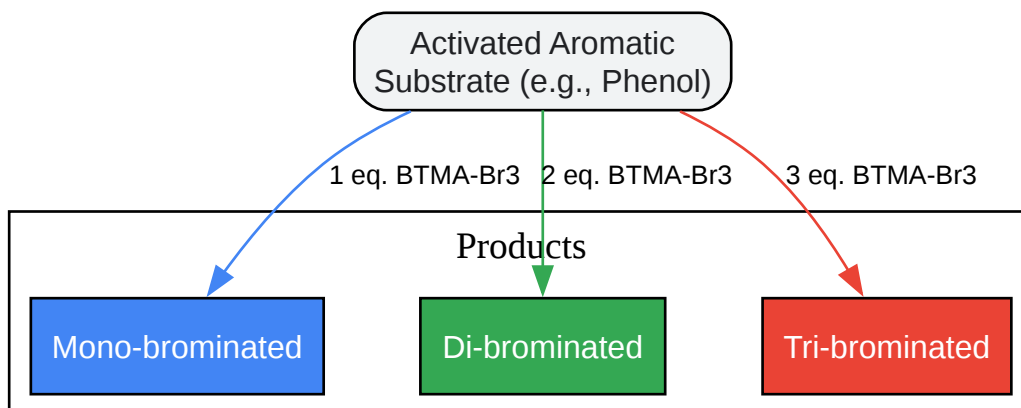 Activated Aromatic
Substrate (e.g., Phenol)
1 eq. BTMA-Br3
2 eq. BTMA-Br3
3 eq. BTMA-Br3
Products
Mono-brominated
Di-brominated
Tri-brominated